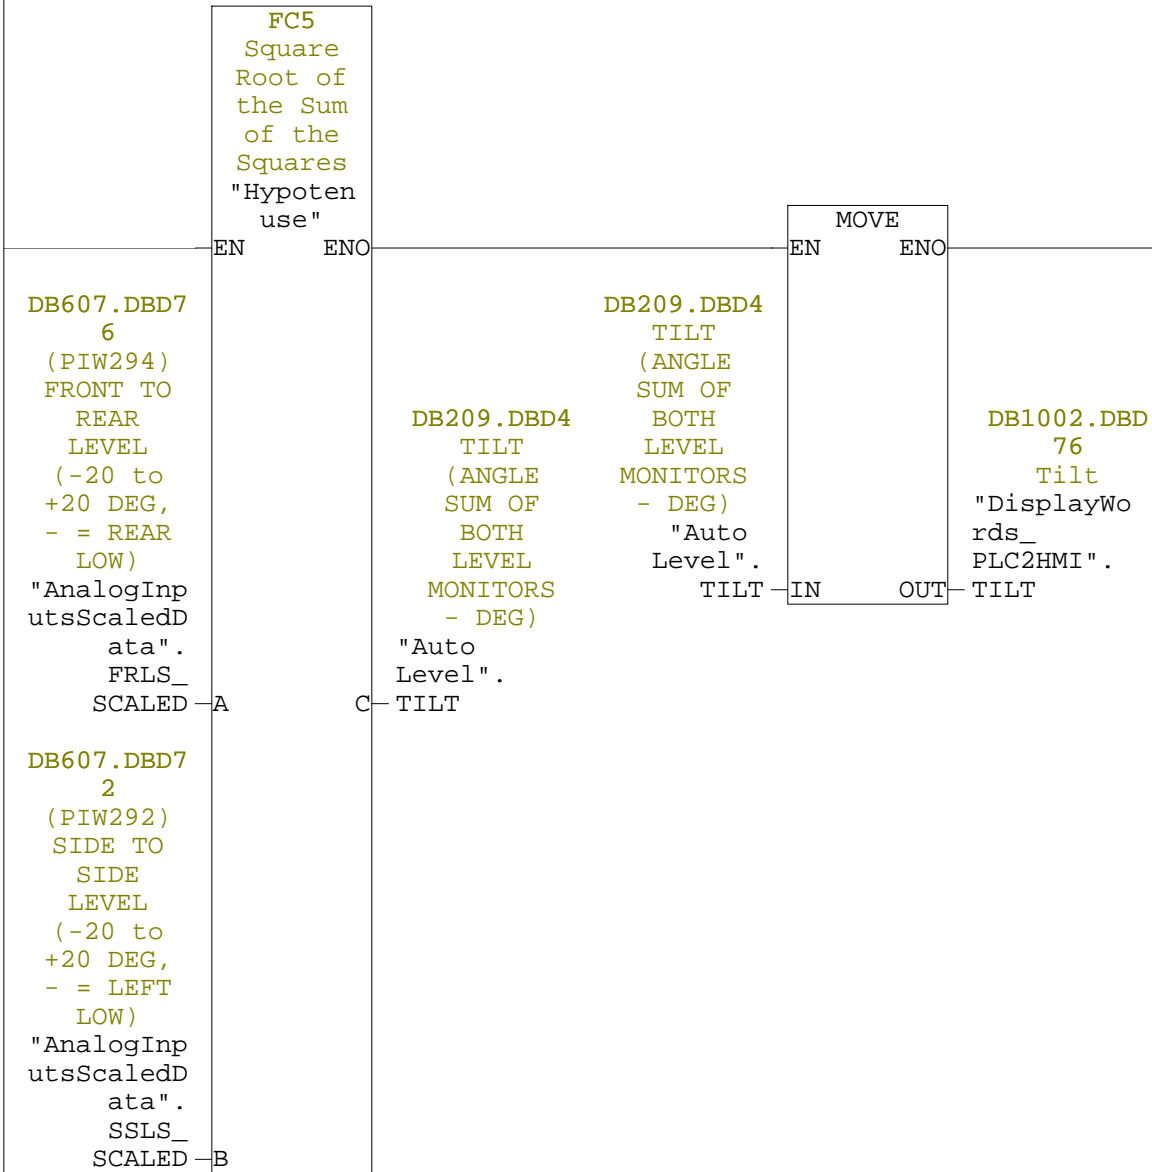 FC5
Square
Root of
the Sum
of the
Squares
"Hypoten
use"
EN ENO
DB607.DBD7
6
(PIW294)
FRONT TO
REAR
LEVEL
(-20 to
+20 DEG,
- = REAR
LOW)
"AnalogInp
utsScaledD
ata".
FRLS_
SCALED
A
DB607.DBD7
2
(PIW292)
SIDE TO
SIDE
LEVEL
(-20 to
+20 DEG,
- = LEFT
LOW)
"AnalogInp
utsScaledD
ata".
SSLS_
SCALED
B
DB209.DBD4
TILT
(ANGLE
SUM OF
BOTH
LEVEL
MONITORS
- DEG)
"Auto
Level".
C TILT
MOVE
EN ENO
DB209.DBD4
TILT
(ANGLE
SUM OF
BOTH
LEVEL
MONITORS
- DEG)
"Auto
Level".
TILT IN
DB1002.DBD
76
Tilt
"DisplayWo
rds_
PLC2HMI".
OUT TILT